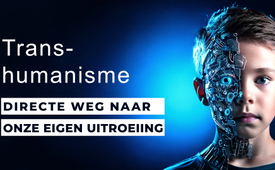 Trans-
humanisme
DIRECTE WEG NAAR
ONZE EIGEN UITROEIING